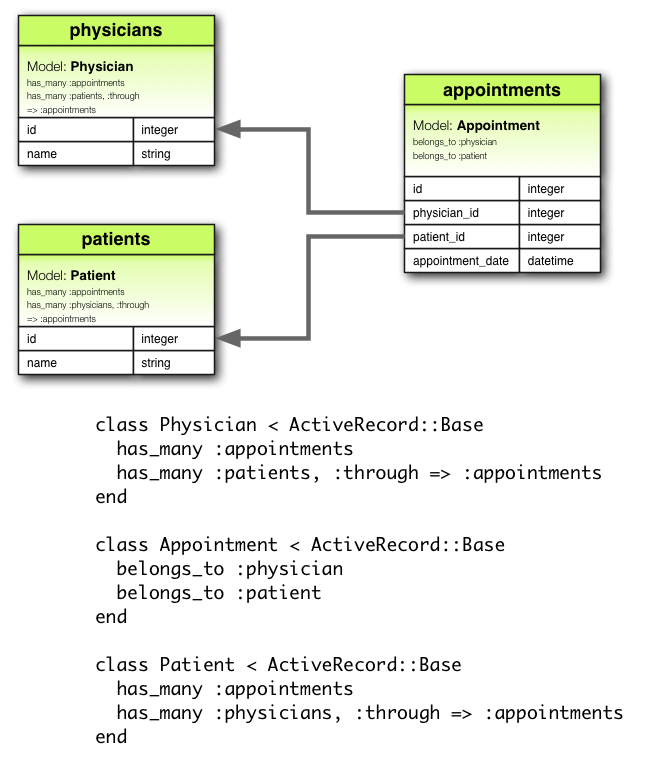 physicians
Model: Physician
has_many :appointments
has_many :patients, :through
=> :appointments
id integer
name string
appointments
Model: Appointment
belongs_to :physician
belongs_to :patient
id integer
physician_id integer
patient_id integer
appointment_date datetime
patients
Model: Patient
has_many :appointments
has_many :physicians, :through
=> :appointments
id integer
name string
class Physician < ActiveRecord::Base
  has_many :appointments
  has_many :patients, :through => :appointments
end
class Appointment < ActiveRecord::Base
  belongs_to :physician
  belongs_to :patient
end
class Patient < ActiveRecord::Base
  has_many :appointments
  has_many :physicians, :through => :appointments
end